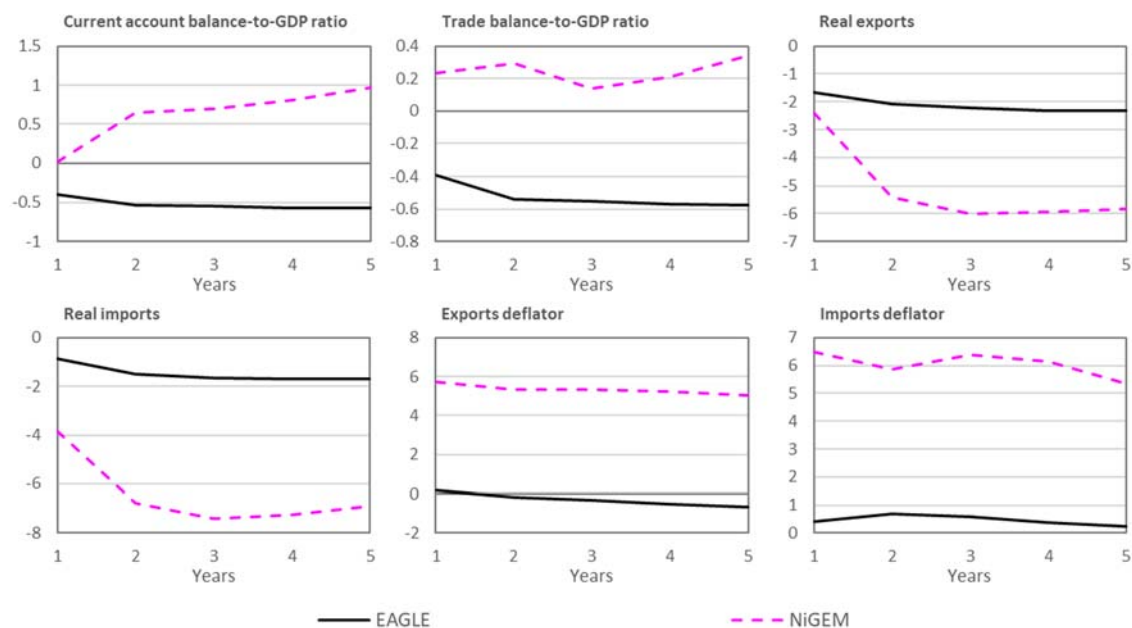 Current account balance-to-GDP ratio
1.5
1
0.5
0
-0.5
-1
1 2 3 4 5
Years
Trade balance-to-GDP ratio
0.4
0.2
0
-0.2
-0.4
-0.6
-0.8
1 2 3 4 5
Years
Real exports
0
-1
-2
-3
-4
-5
-6
-7
1 2 3 4 5
Years
Real imports
0
-2
-4
-6
-8
1 2 3 4 5
Years
Exports deflator
8
6
4
2
0
-2
1 2 3 4 5
Years
Imports deflator
7
6
5
4
3
2
1
0
1 2 3 4 5
Years
EAGLE
NiGEM